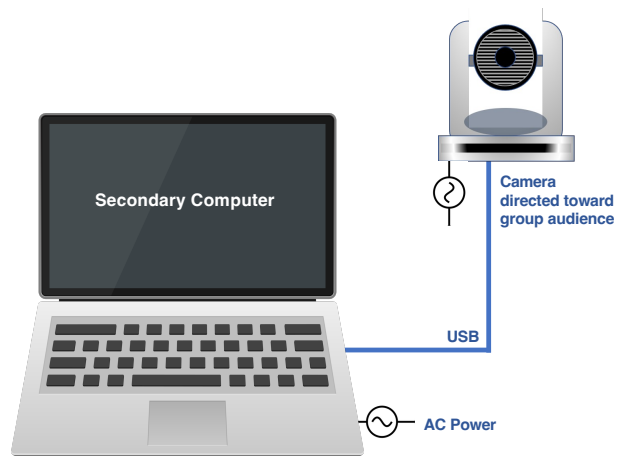 Secondary Computer
Camera
directed toward
group audience
USB
AC Power